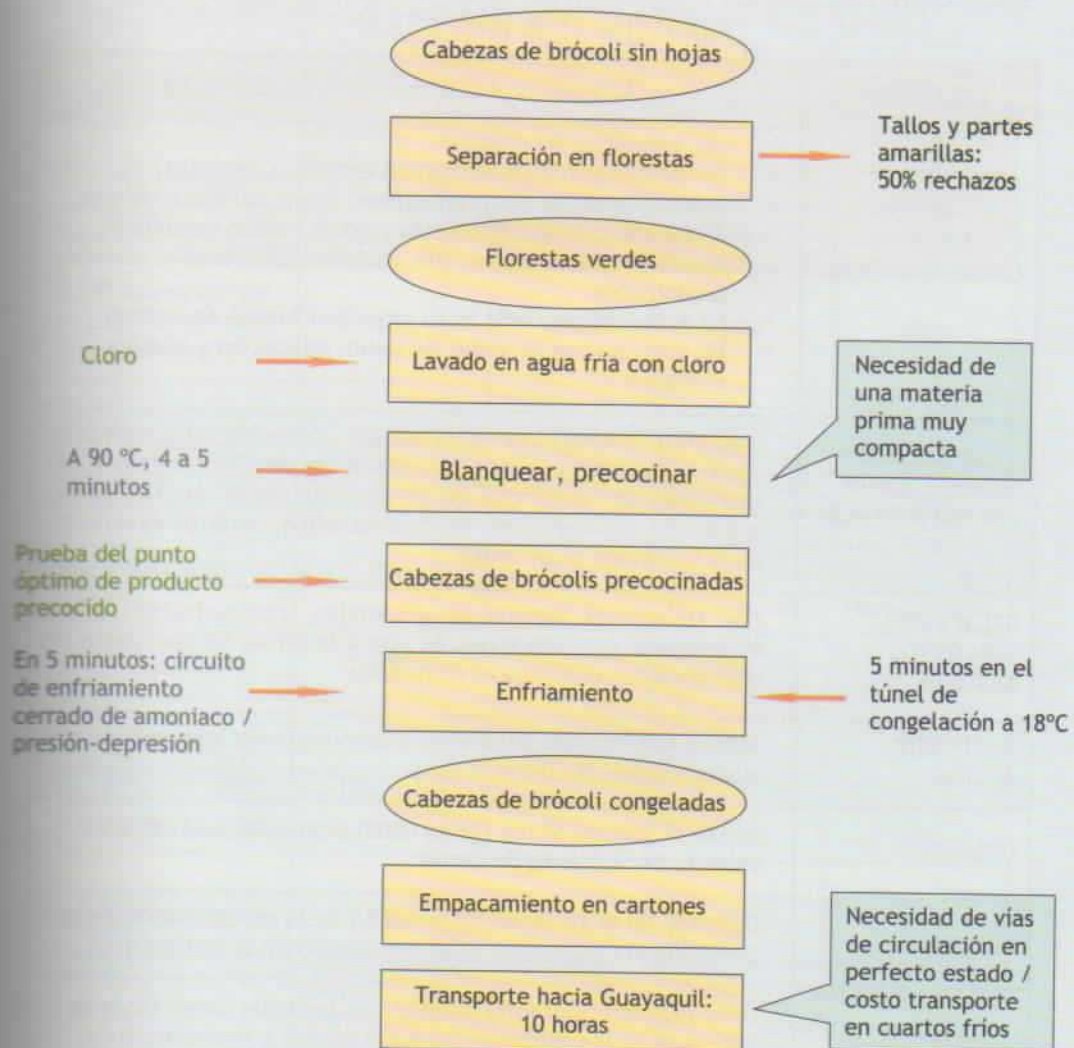 Cabezas de brócoli sin hojas
Separación en florestas
Tallos y partes
amarillas:
50% rechazos
Florestas verdes
Cloro
Lavado en agua fría con cloro
Necesidad de
una materia
prima muy
compacta
A 90 ºC, 4 a 5
minutos
Blanquear, precocinar
Prueba del punto
óptimo de producto
precocido
Cabezas de brócolis precocinadas
En 5 minutos: circuito
de enfriamiento
cerrado de amoniaco /
presión-depresión
Enfriamiento
5 minutos en el
túnel de
congelación a 18ºC
Cabezas de brócoli congeladas
Empacamiento en cartones
Necesidad de vías
de circulación en
perfecto estado /
costo transporte
en cuartos fríos
Transporte hacia Guayaquil:
10 horas